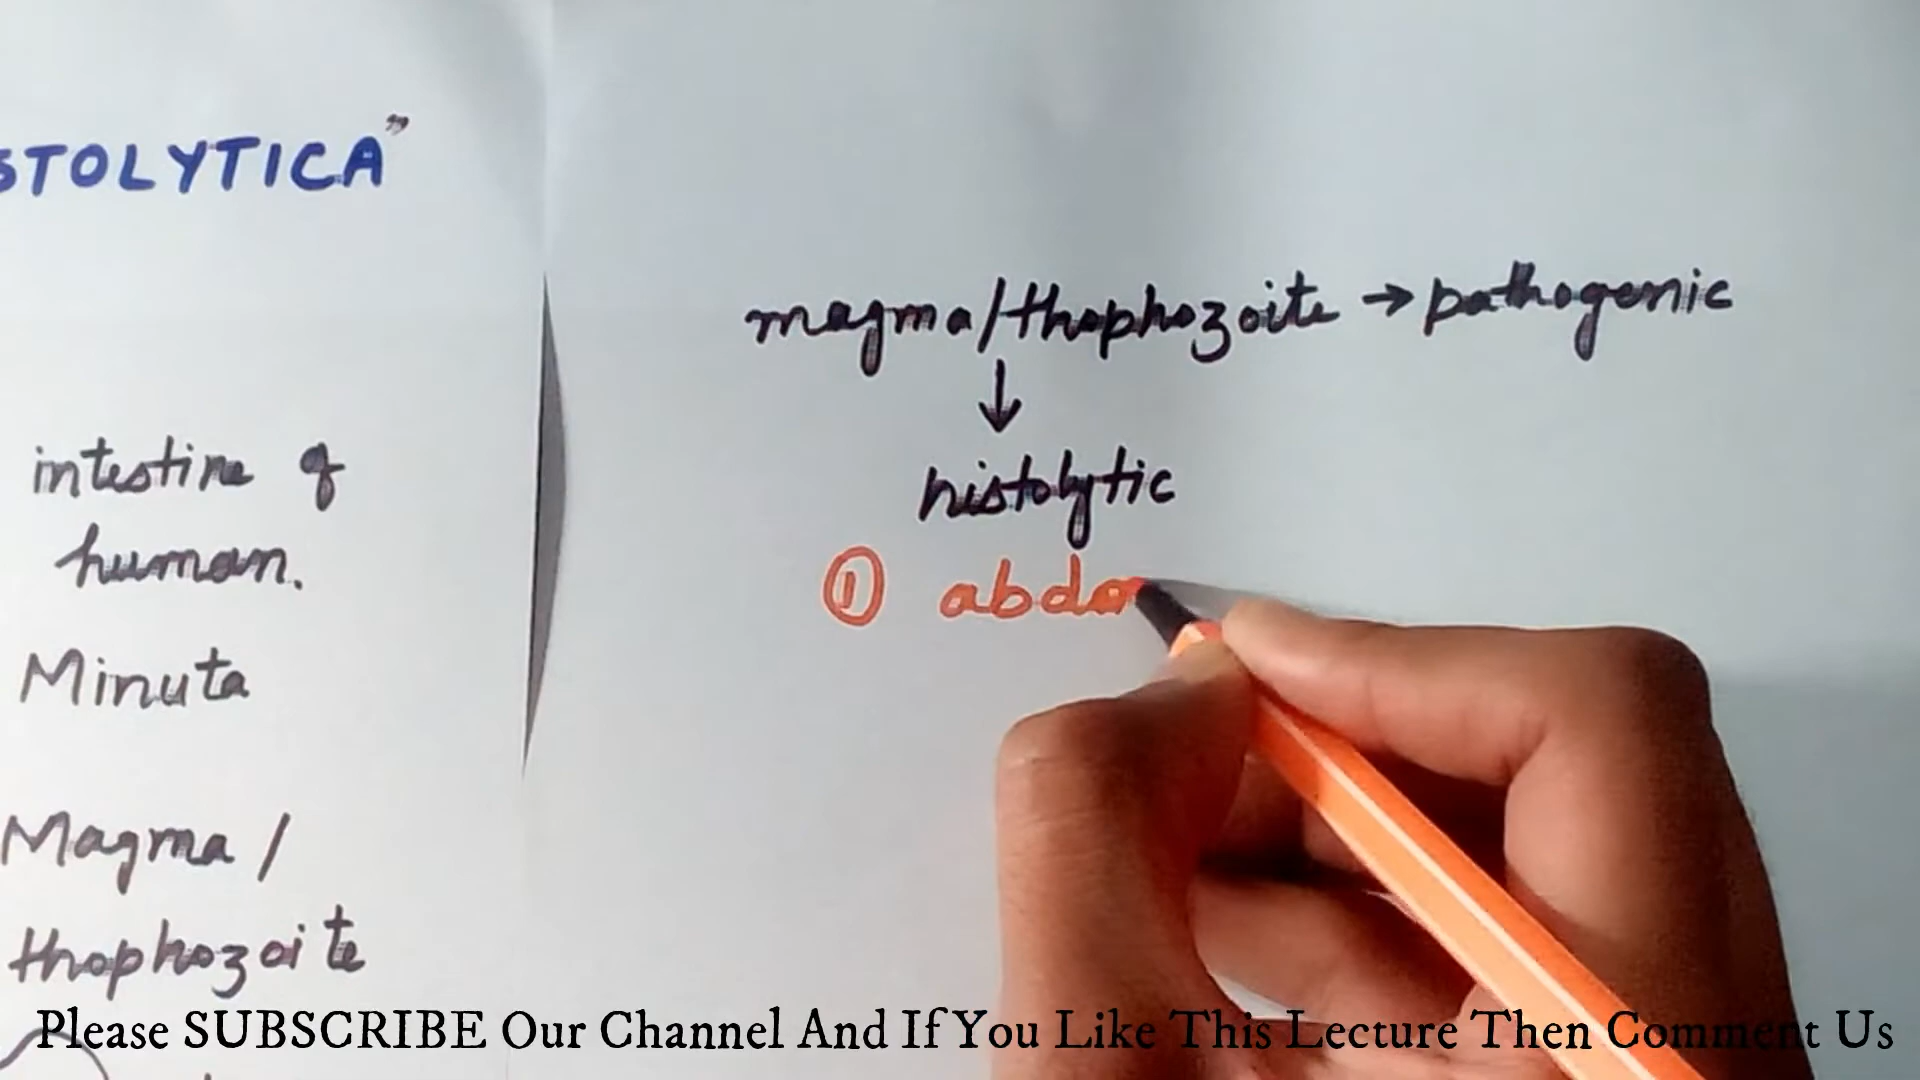 STOLYTICA”
intestine of
human.
Minuta
Magma /
thophozoite
magma/thophozoite → pathogenic
↓
histolytic
① abdo
Please SUBSCRIBE Our Channel And If You Like This Lecture Then Comment Us